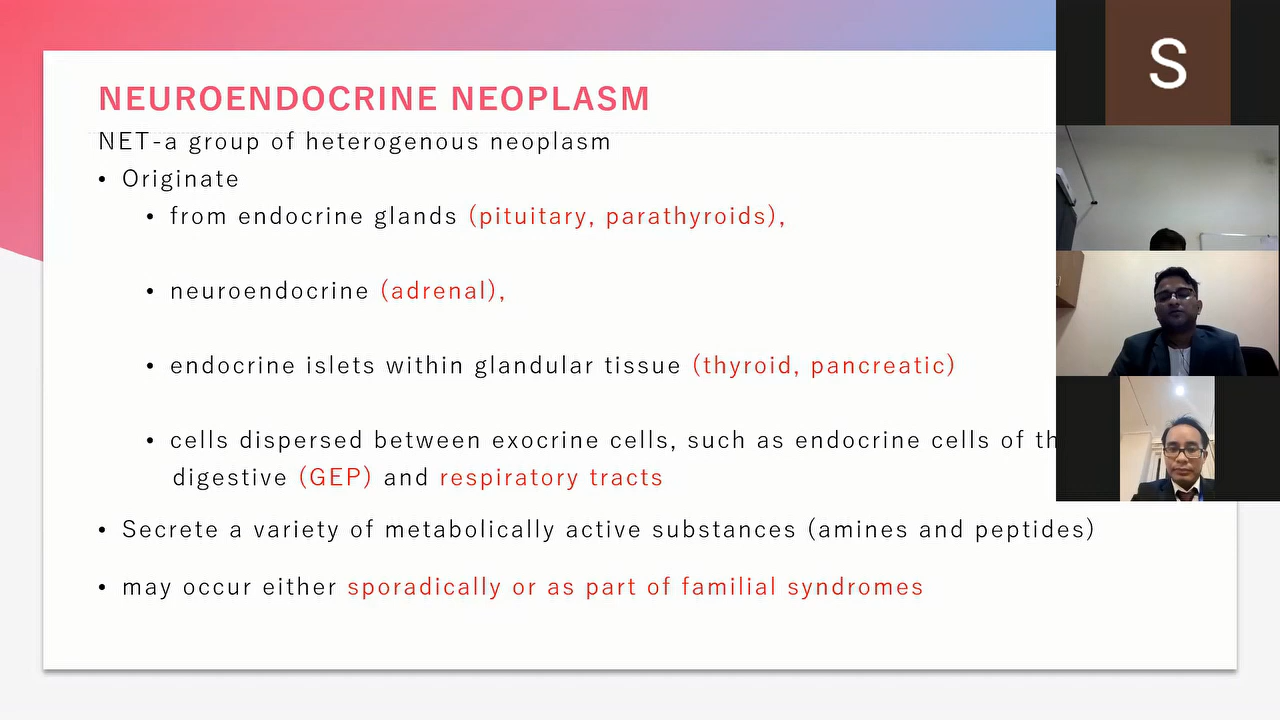 NEUROENDOCRINE NEOPLASM
NET-a group of heterogenous neoplasm
• Originate
• from endocrine glands (pituitary, parathyroids),
• neuroendocrine (adrenal),
• endocrine islets within glandular tissue (thyroid, pancreatic)
• cells dispersed between exocrine cells, such as endocrine cells of
digestive (GEP) and respiratory tracts
• Secrete a variety of metabolically active substances (amines and peptides)
• may occur either sporadically or as part of familial syndromes
S